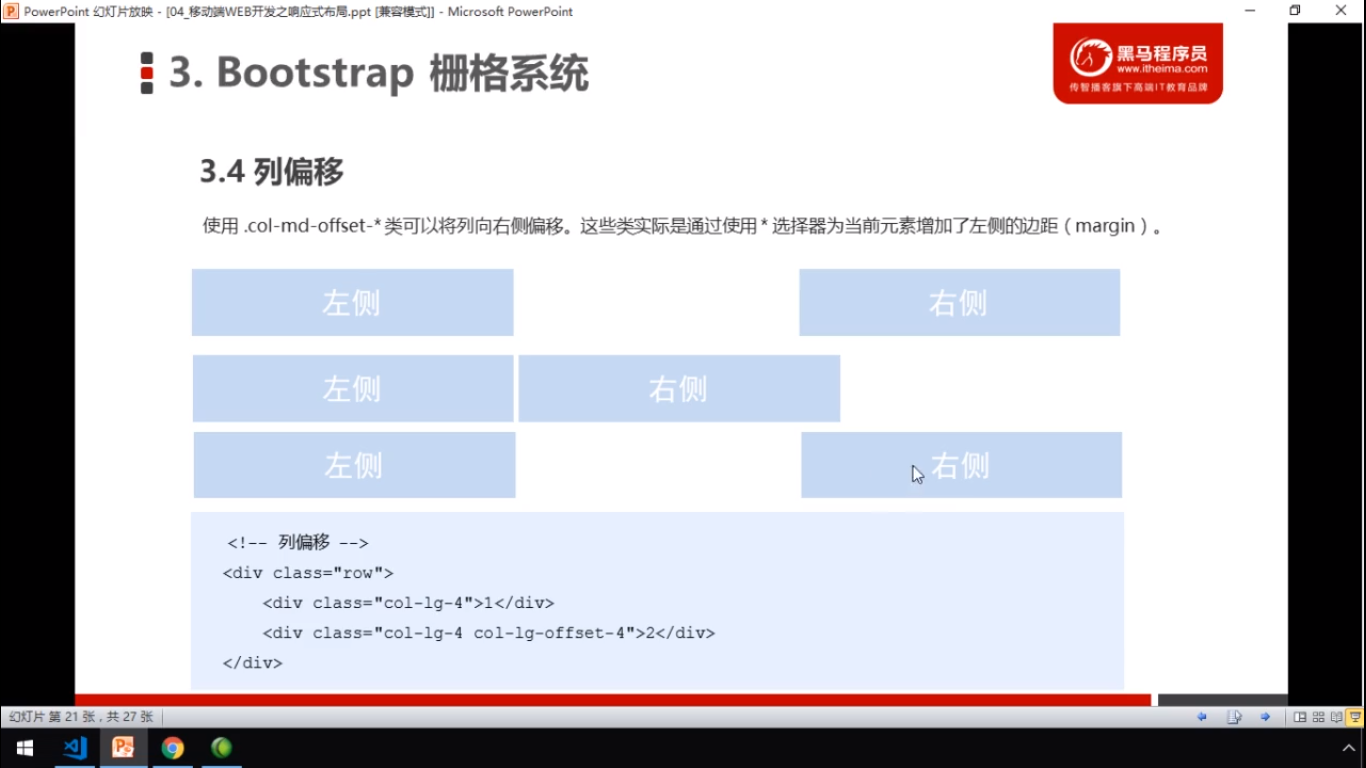 PowerPoint 幻灯片放映 - [04_移动端WEB开发之响应式布局.ppt [兼容模式]] - Microsoft PowerPoint
3. Bootstrap 栅格系统
黑马程序员
www.itheima.com
传智播客旗下高端IT教育品牌
3.4 列偏移
使用 .col-md-offset-* 类可以将列向右侧偏移。这些类实际是通过使用 * 选择器为当前元素增加了左侧的边距（margin）。
左侧 右侧
左侧 右侧
左侧 右侧
<!-- 列偏移 -->
<div class="row">
<div class="col-lg-4">1</div>
<div class="col-lg-4 col-lg-offset-4">2</div>
</div>
幻灯片 第 21 张，共 27 张